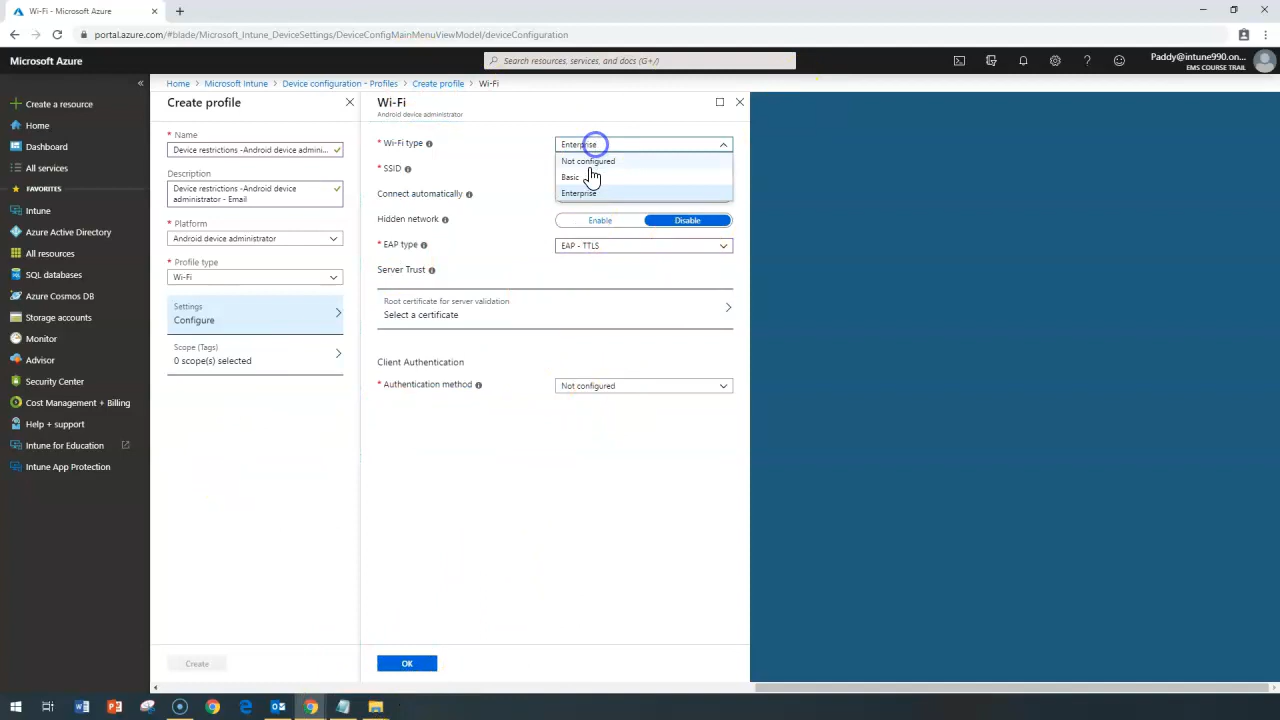 Wi-Fi - Microsoft Azure
portal.azure.com/#blade/Microsoft_Intune_DeviceSettings/DeviceConfigMainMenuViewModel/deviceConfiguration
Microsoft Azure
Search resources, services, and docs (G+/)
Paddy@intune990.on...
EMS COURSE TRAIL
Home > Microsoft Intune > Device configuration - Profiles > Create profile > Wi-Fi
Create a resource
Home
Dashboard
All services
FAVORITES
Intune
Azure Active Directory
All resources
SQL databases
Azure Cosmos DB
Storage accounts
Monitor
Advisor
Security Center
Cost Management + Billing
Help + support
Intune for Education
Intune App Protection
Create profile
* Name
Device restrictions -Android device admini...
Description
Device restrictions -Android device
administrator - Email
* Platform
Android device administrator
* Profile type
Wi-Fi
Settings
Configure
Scope (Tags)
0 scope(s) selected
Create
Wi-Fi
Android device administrator
* Wi-Fi type
Enterprise
Not configured
Basic
Enterprise
* SSID
Connect automatically
Hidden network
Enable
Disable
* EAP type
EAP - TTLS
Server Trust
Root certificate for server validation
Select a certificate
Client Authentication
* Authentication method
Not configured
OK